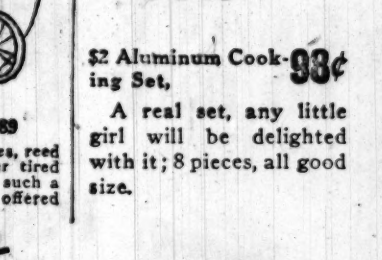 $2 Aluminum Cook- 98¢
ing Set,
A real set, any little
girl will be delighted
with it; 8 pieces, all good
size.
89
es, reed
r tired
such a
offered